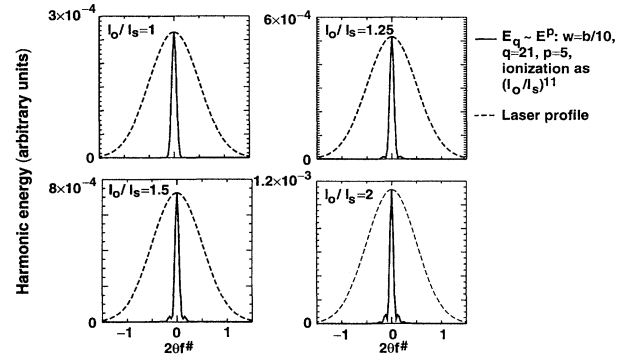 3×10⁻⁴
I₀/ Iₛ=1
0
6×10⁻⁴
I₀/ Iₛ=1.25
0
E_q ~ Eᵖ: w=b/10,
q=21, p=5,
ionization as
(I₀/Iₛ)¹¹
Laser profile
Harmonic energy (arbitrary units)
8×10⁻⁴
I₀/ Iₛ=1.5
0
−1 0 1
2θf#
1.2×10⁻³
I₀/ Iₛ=2
0
−1 0 1
2θf#